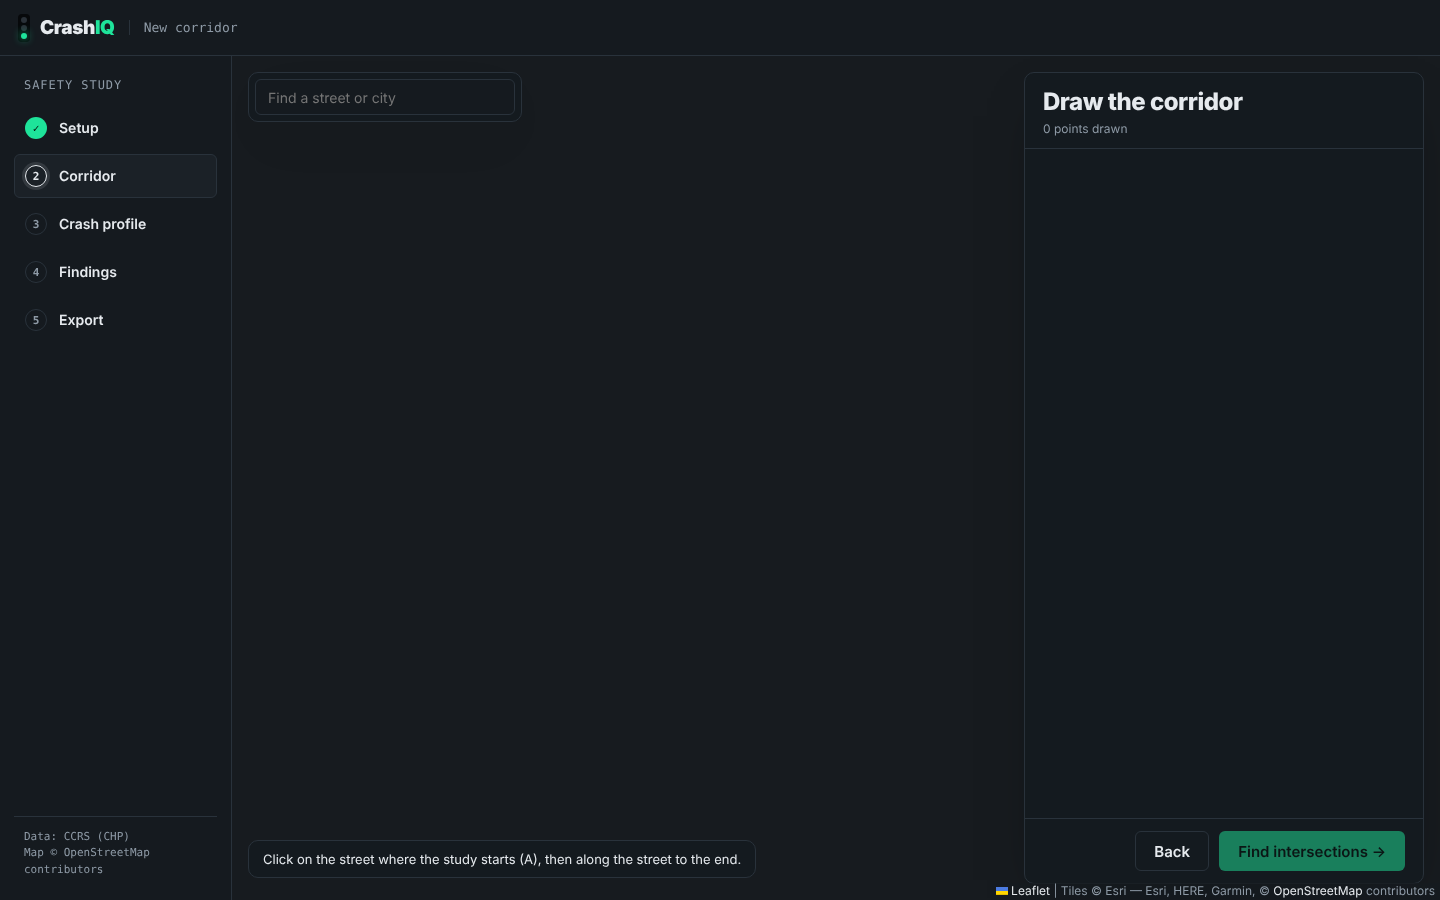 CrashIQ
New corridor
SAFETY STUDY
✓ Setup
2 Corridor
3 Crash profile
4 Findings
5 Export
Data: CCRS (CHP)
Map © OpenStreetMap
contributors
Find a street or city
Click on the street where the study starts (A), then along the street to the end.
Draw the corridor
0 points drawn
Back
Find intersections →
Leaflet | Tiles © Esri — Esri, HERE, Garmin, © OpenStreetMap contributors